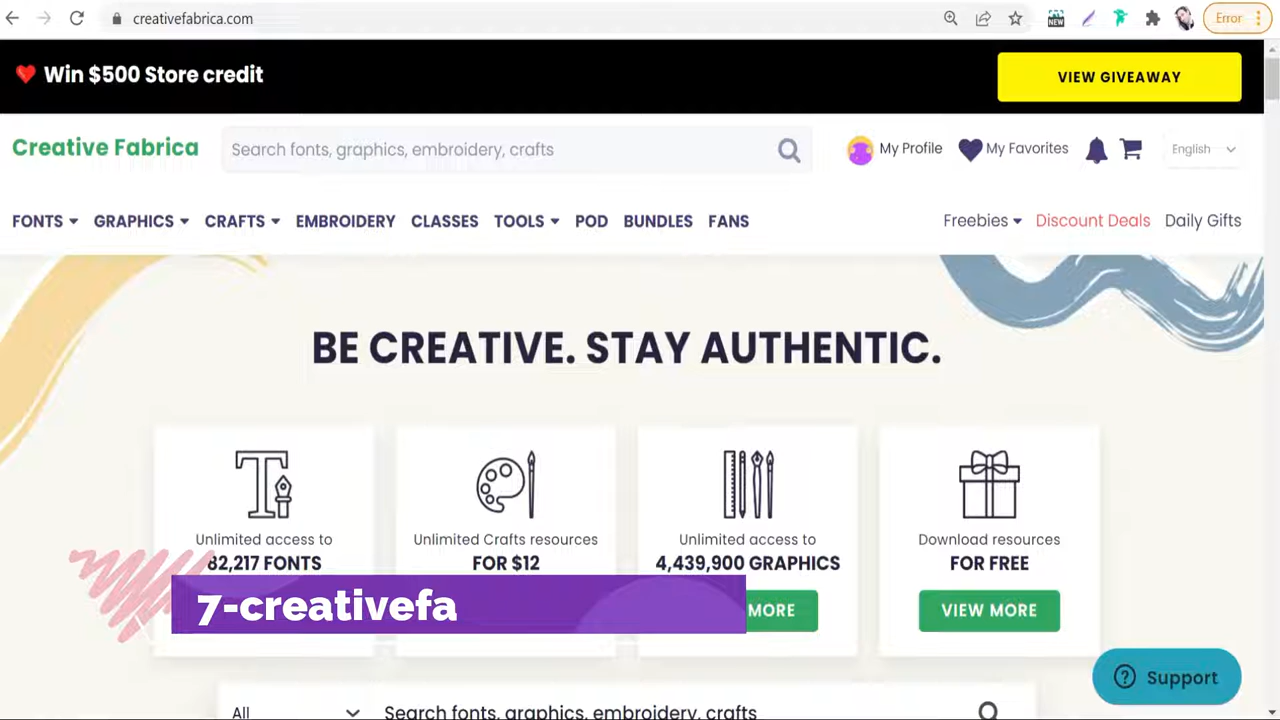 creativefabrica.com
NEW
Error
Win $500 Store credit
VIEW GIVEAWAY
Creative Fabrica
Search fonts, graphics, embroidery, crafts
My Profile
My Favorites
English
FONTS GRAPHICS CRAFTS EMBROIDERY CLASSES TOOLS POD BUNDLES FANS
Freebies Discount Deals Daily Gifts
BE CREATIVE. STAY AUTHENTIC.
Unlimited access to
82,217 FONTS
Unlimited Crafts resources
FOR $12
Unlimited access to
4,439,900 GRAPHICS
MORE
Download resources
FOR FREE
VIEW MORE
7-creativefa
Support
All
Search fonts, graphics, embroidery, crafts